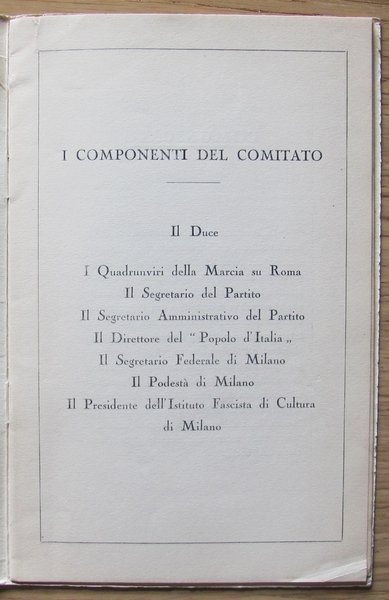 I COMPONENTI DEL COMITATO
Il Duce
I Quadrunviri della Marcia su Roma
Il Segretario del Partito
Il Segretario Amministrativo del Partito
Il Direttore del “ Popolo d'Italia „
Il Segretario Federale di Milano
Il Podestà di Milano
Il Presidente dell'Istituto Fascista di Cultura
di Milano